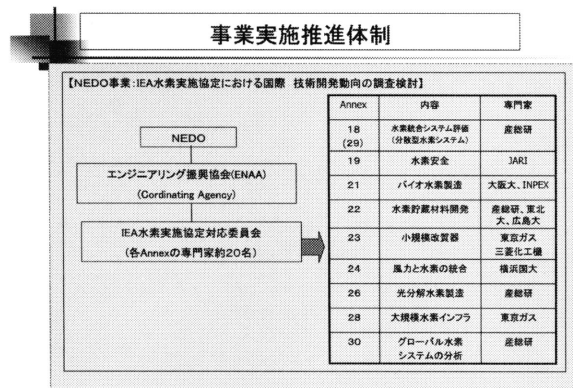 事業実施推進体制
【NEDO事業：IEA水素実施協定における国際 技術開発動向の調査検討】
NEDO
エンジニアリング振興協会(ENAA)
(Cordinating Agency)
IEA水素実施協定対応委員会
(各Annexの専門家約20名)
Annex 内容 専門家
18 水素統合システム評価 産総研
(29) (分散型水素システム)
19 水素安全 JARI
21 バイオ水素製造 大阪大、INPEX
22 水素貯蔵材料開発 産総研、東北
大、広島大
23 小規模改質器 東京ガス
三菱化工機
24 風力と水素の統合 横浜国大
26 光分解水素製造 産総研
28 大規模水素インフラ 東京ガス
30 グローバル水素 産総研
システムの分析